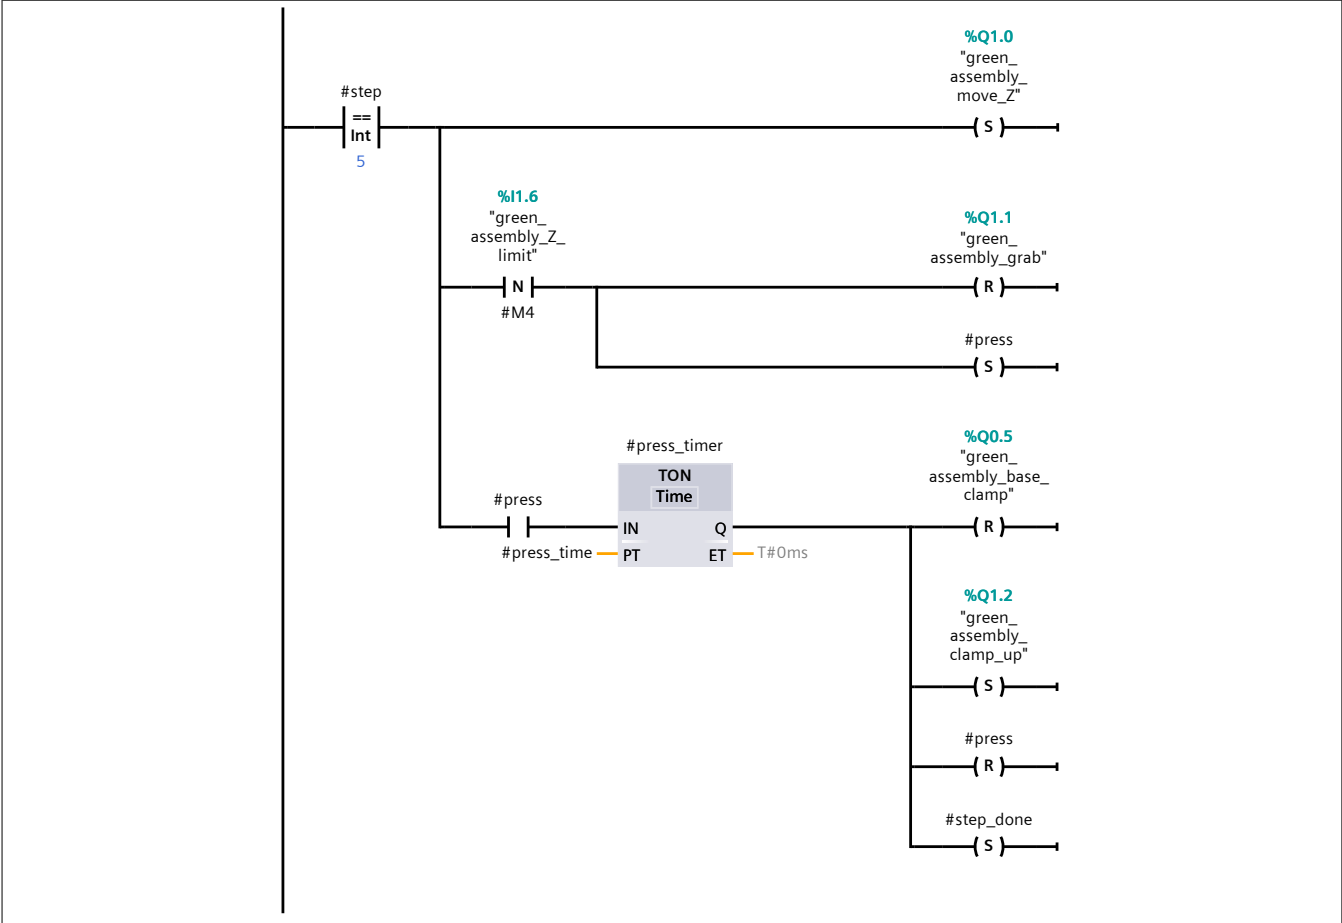 %Q1.0
"green_
assembly_
move_Z"
#step
==
Int
5
S
%I1.6
"green_
assembly_Z_
limit"
N
#M4
%Q1.1
"green_
assembly_grab"
R
#press
S
#press_timer
TON
Time
#press
IN
Q
#press_time
PT
ET
T#0ms
%Q0.5
"green_
assembly_base_
clamp"
R
%Q1.2
"green_
assembly_
clamp_up"
S
#press
R
#step_done
S